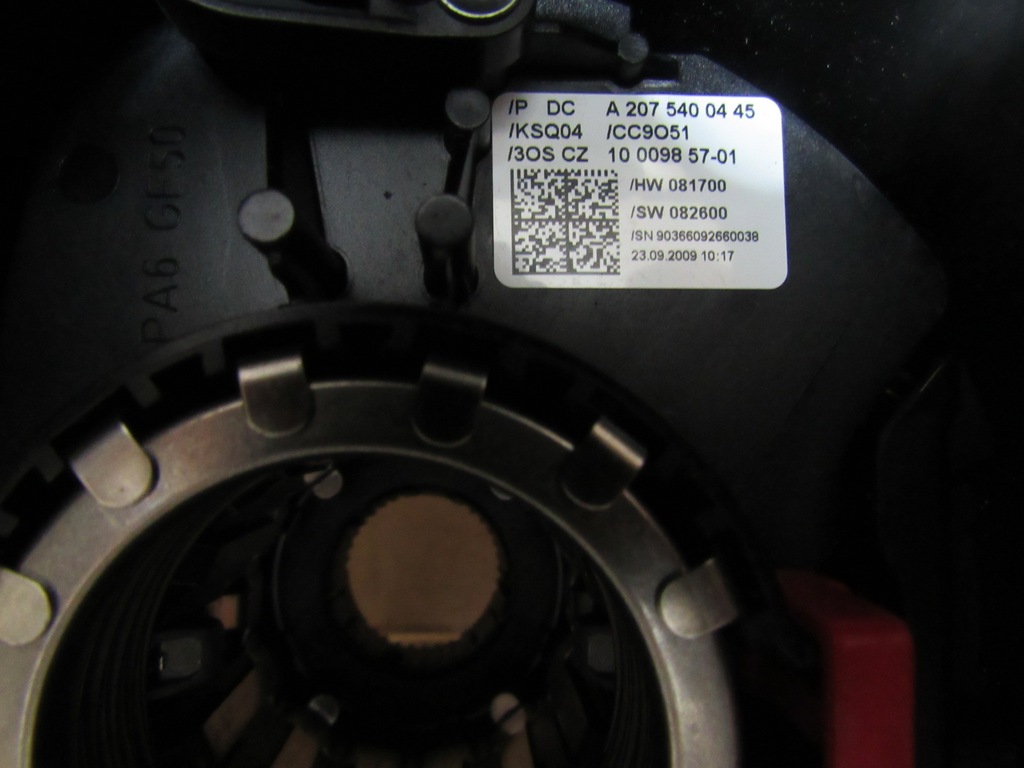 /P DC A 207 540 04 45
/KSQ04 /CC9O51
/3OS CZ 10 0098 57-01
/HW 081700
/SW 082600
/SN 90366092660038
23.09.2009 10:17
PA6 GF50